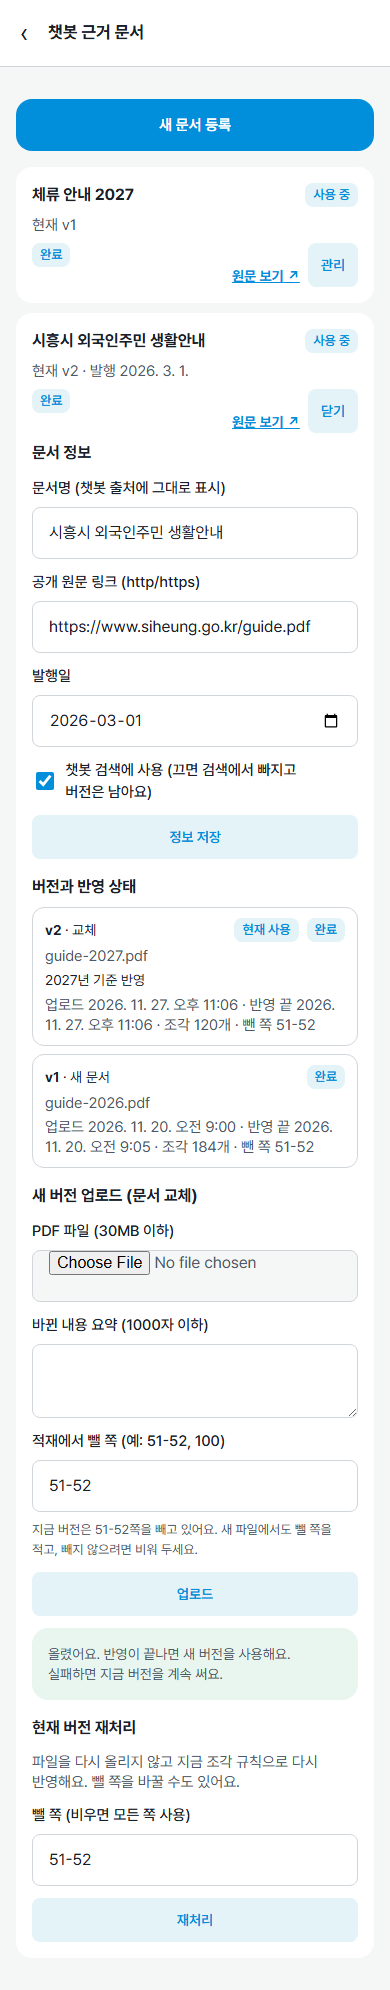 ‹ 챗봇 근거 문서
새 문서 등록
체류 안내 2027 사용 중
현재 v1
완료
원문 보기 ↗ 관리
시흥시 외국인주민 생활안내 사용 중
현재 v2 · 발행 2026. 3. 1.
완료
원문 보기 ↗ 닫기
문서 정보
문서명 (챗봇 출처에 그대로 표시)
시흥시 외국인주민 생활안내
공개 원문 링크 (http/https)
https://www.siheung.go.kr/guide.pdf
발행일
2026-03-01
챗봇 검색에 사용 (끄면 검색에서 빠지고
버전은 남아요)
정보 저장
버전과 반영 상태
v2 · 교체 현재 사용 완료
guide-2027.pdf
2027년 기준 반영
업로드 2026. 11. 27. 오후 11:06 · 반영 끝 2026.
11. 27. 오후 11:06 · 조각 120개 · 뺀 쪽 51-52
v1 · 새 문서 완료
guide-2026.pdf
업로드 2026. 11. 20. 오전 9:00 · 반영 끝 2026.
11. 20. 오전 9:05 · 조각 184개 · 뺀 쪽 51-52
새 버전 업로드 (문서 교체)
PDF 파일 (30MB 이하)
Choose File No file chosen
바뀐 내용 요약 (1000자 이하)
적재에서 뺄 쪽 (예: 51-52, 100)
51-52
지금 버전은 51-52쪽을 빼고 있어요. 새 파일에서도 뺄 쪽을
적고, 빼지 않으려면 비워 두세요.
업로드
올렸어요. 반영이 끝나면 새 버전을 사용해요.
실패하면 지금 버전을 계속 써요.
현재 버전 재처리
파일을 다시 올리지 않고 지금 조각 규칙으로 다시
반영해요. 뺄 쪽을 바꿀 수도 있어요.
뺄 쪽 (비우면 모든 쪽 사용)
51-52
재처리